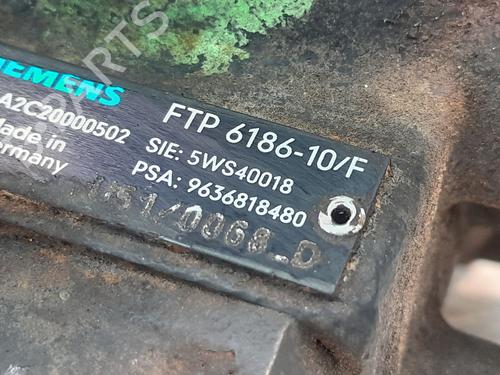 SIEMENS
A2C20000502
Made in
Germany
FTP 6186-10/F
SIE: 5WS40018
PSA: 9636818480